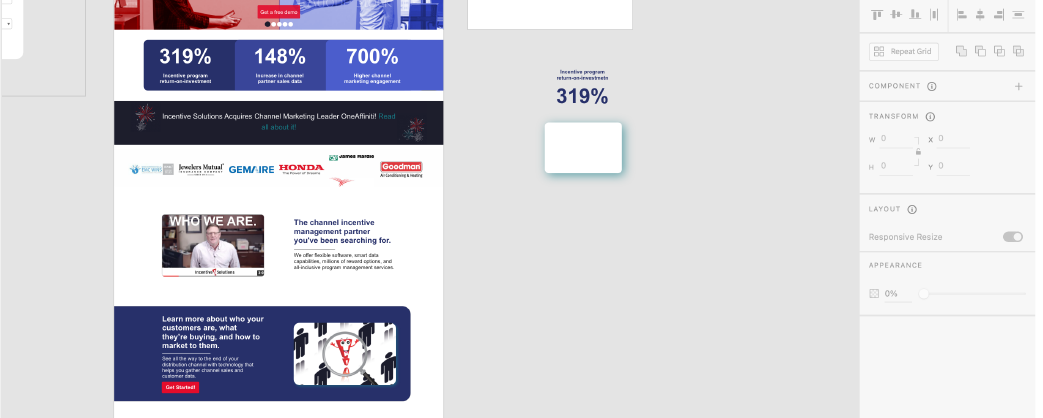 Get a free demo
319%
148%
700%
Incentive program
return-on-investment
Increase in channel
partner sales data
Higher channel
marketing engagement
Incentive Solutions Acquires Channel Marketing Leader OneAffiniti! Read
all about it!
Jewelers Mutual
INSURANCE COMPANY
GEMAIRE
HONDA
The Power of Dreams
James Hardie
Goodman
Air Conditioning & Heating
WHO WE ARE.
Incentive Solutions
The channel incentive
management partner
you've been searching for.
We offer flexible software, smart data
capabilities, millions of reward options, and
all-inclusive program management services.
Learn more about who your
customers are, what
they're buying, and how to
market to them.
See all the way to the end of your
distribution channel with technology that
helps you gather channel sales and
customer data.
Get Started!
Incentive program
return-on-investmetn
319%
Repeat Grid
COMPONENT
TRANSFORM
W 0
X 0
H 0
Y 0
LAYOUT
Responsive Resize
APPEARANCE
0%